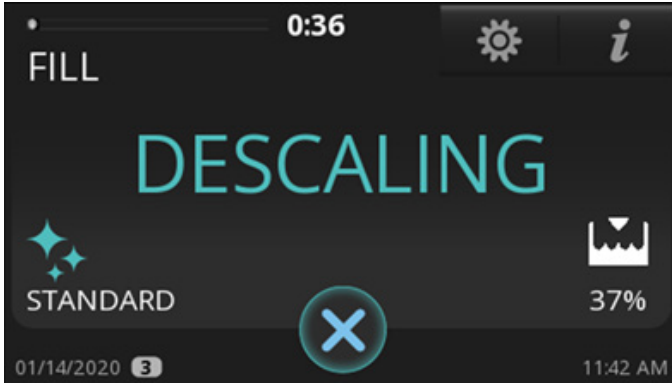 0:36
FILL
DESCALING
STANDARD
37%
01/14/2020 3
11:42 AM